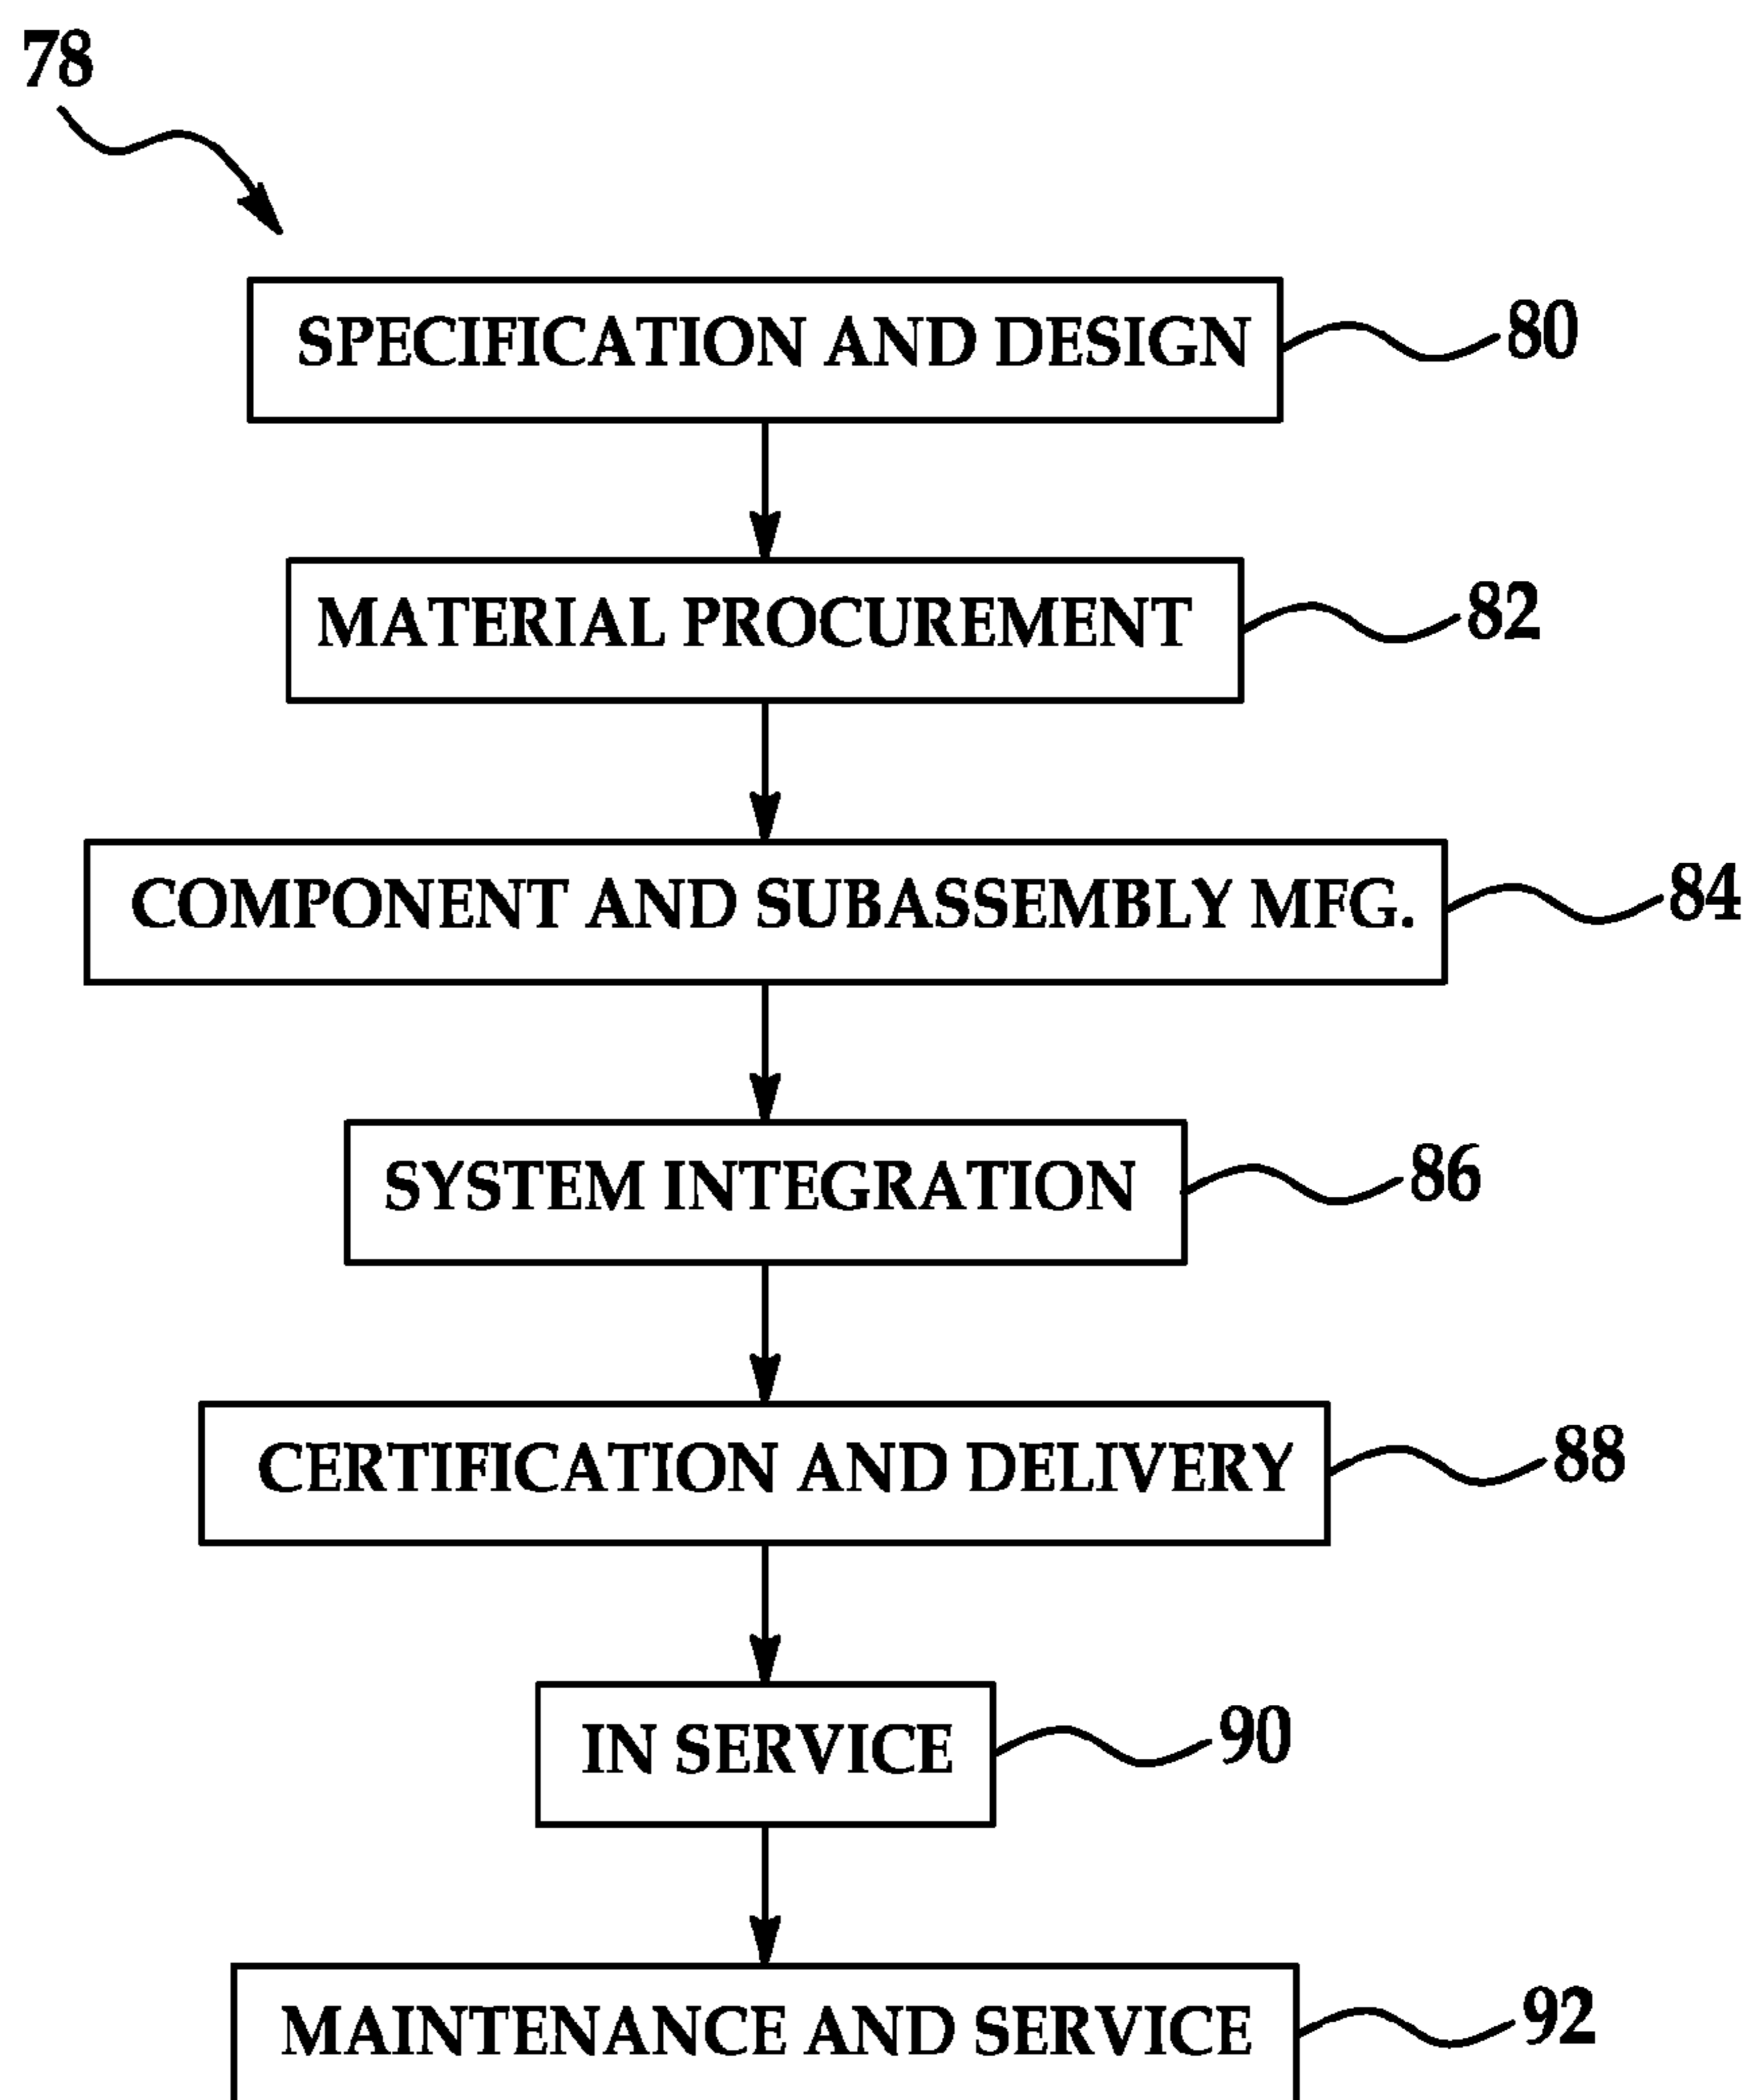 78
SPECIFICATION AND DESIGN 80
MATERIAL PROCUREMENT 82
COMPONENT AND SUBASSEMBLY MFG. 84
SYSTEM INTEGRATION 86
CERTIFICATION AND DELIVERY 88
IN SERVICE 90
MAINTENANCE AND SERVICE 92